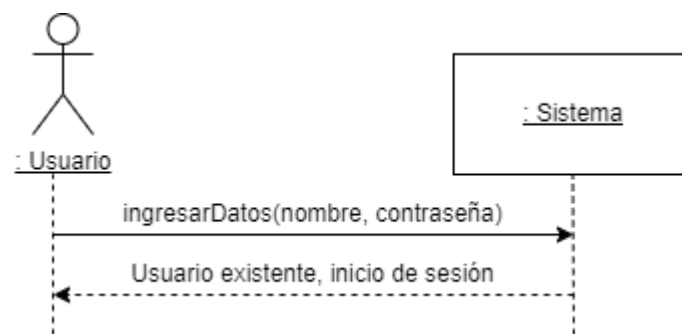 : Usuario
: Sistema
ingresarDatos(nombre, contraseña)
Usuario existente, inicio de sesión